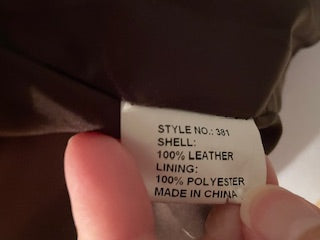 STYLE NO.: 381
SHELL:
100% LEATHER
LINING:
100% POLYESTER
MADE IN CHINA